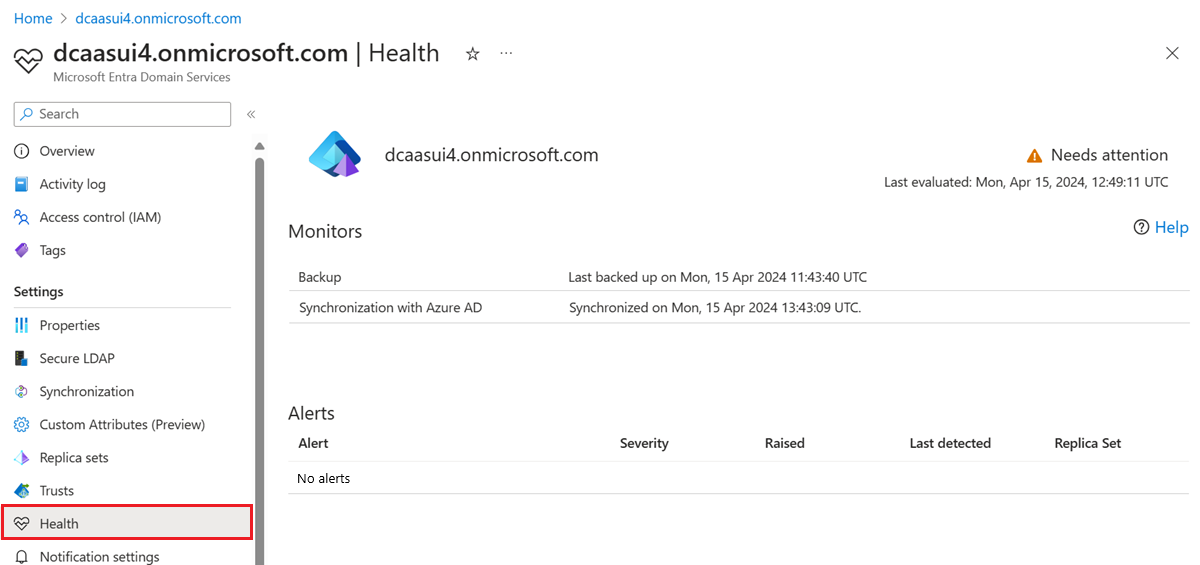 Home > dcaasui4.onmicrosoft.com
dcaasui4.onmicrosoft.com | Health
Microsoft Entra Domain Services
Search
Overview
Activity log
Access control (IAM)
Tags
Settings
Properties
Secure LDAP
Synchronization
Custom Attributes (Preview)
Replica sets
Trusts
Health
Notification settings
dcaasui4.onmicrosoft.com
Needs attention
Last evaluated: Mon, Apr 15, 2024, 12:49:11 UTC
Monitors
Help
Backup Last backed up on Mon, 15 Apr 2024 11:43:40 UTC
Synchronization with Azure AD Synchronized on Mon, 15 Apr 2024 13:43:09 UTC.
Alerts
Alert Severity Raised Last detected Replica Set
No alerts